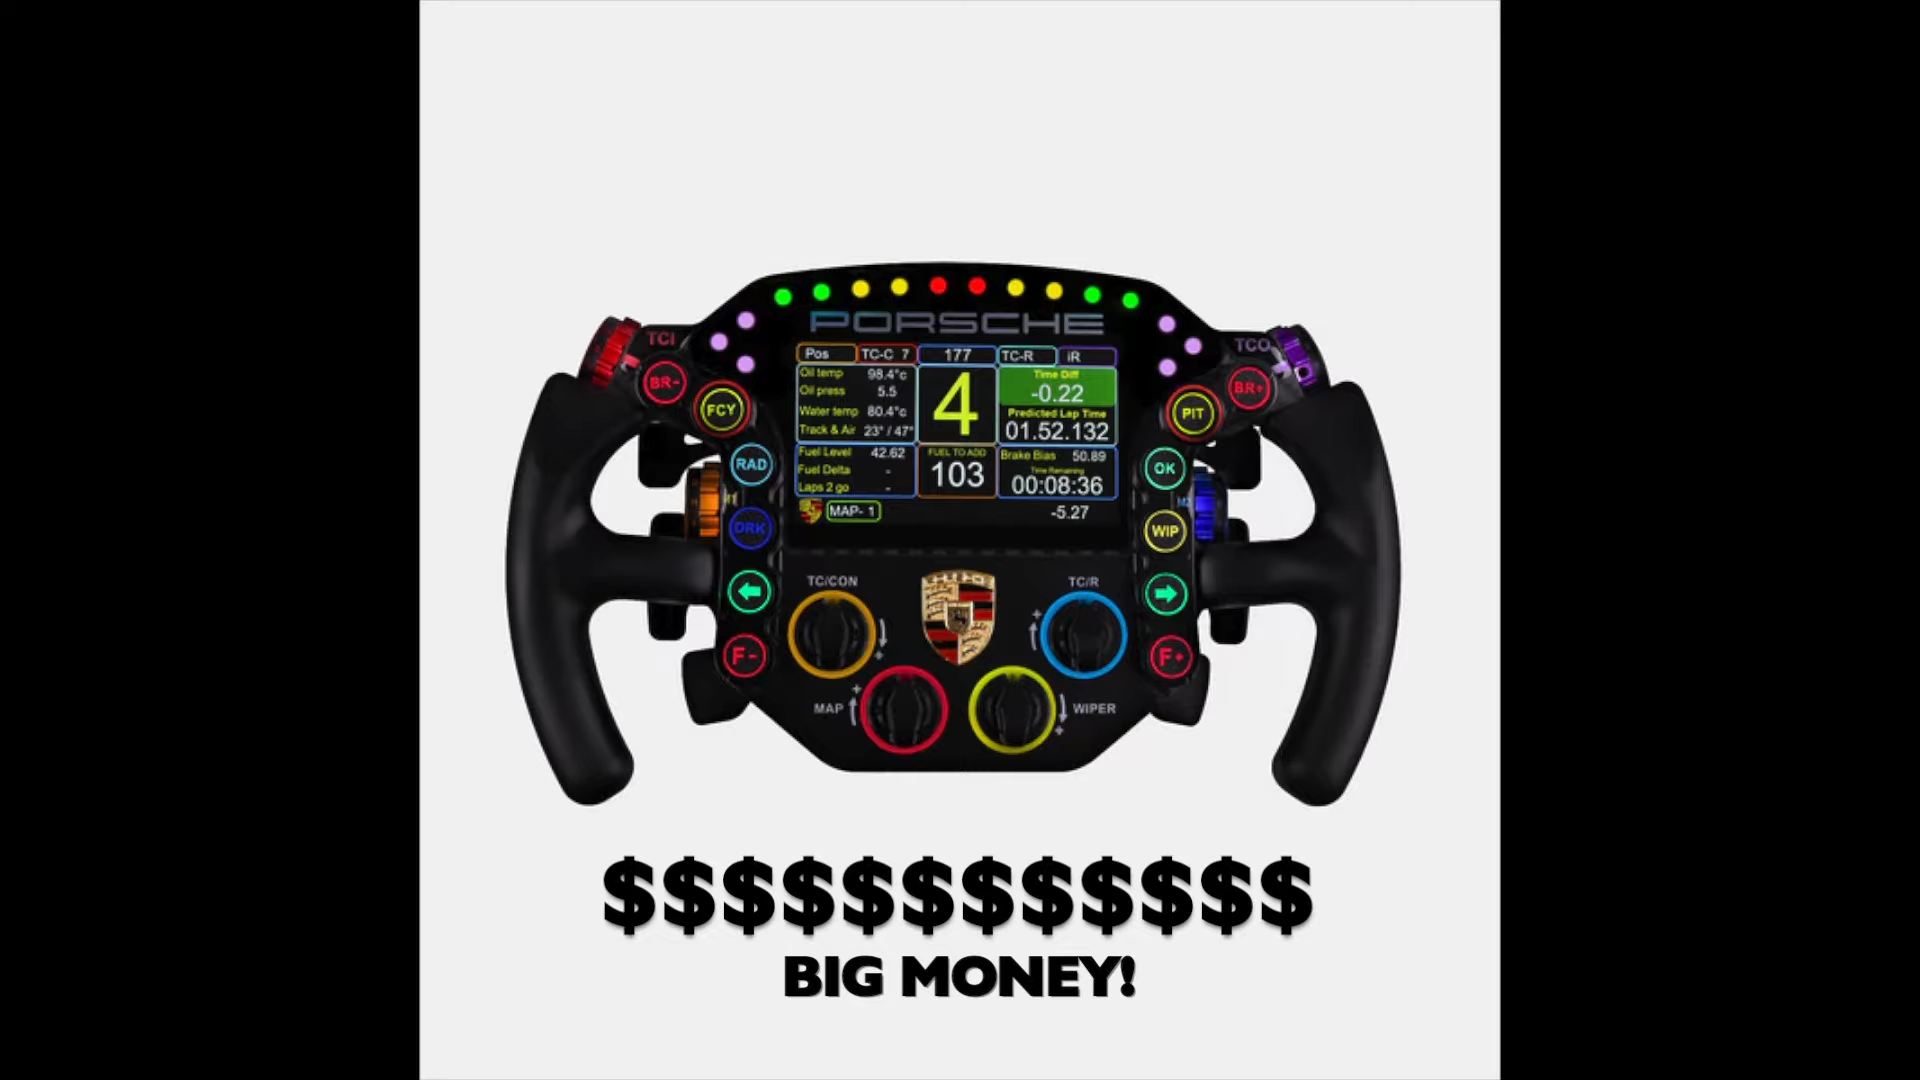 PORSCHE
TCI
TCO
BR-
BR+
FCY
PIT
Pos
TC-C 7
177
TC-R
iR
Oil temp 98.4°c
Oil press 5.5
Water temp 80.4°c
Track & Air 23° / 47°
4
Time Diff
-0.22
Predicted Lap Time
01.52.132
Fuel Level 42.62
Fuel Delta -
Laps 2 go -
FUEL TO ADD
103
Brake Bias 50.89
Time Remaining
00:08:36
MAP- 1
-5.27
RAD
OK
M1
M2
DRK
WIP
TC/CON
TC/R
F-
F+
MAP
WIPER
$$$$$$$$$$$$
BIG MONEY!